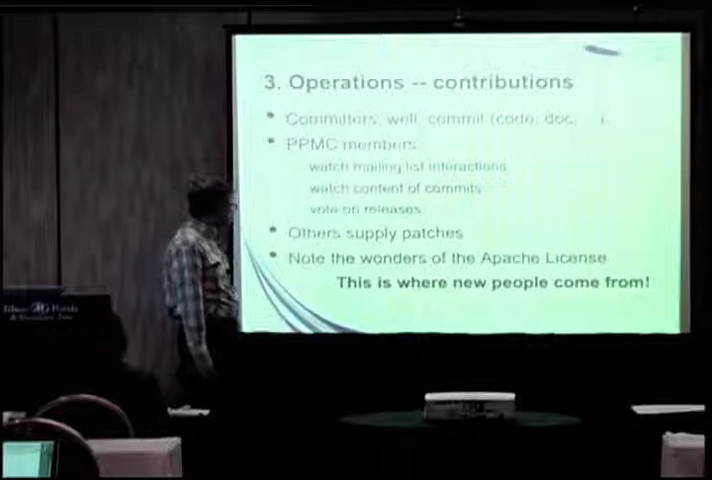 3. Operations -- contributions
• Committers, well, commit (code, doc,
• PPMC members
watch mailing list interactions
watch content of commits
vote on releases
• Others supply patches
• Note the wonders of the Apache License
This is where new people come from!
Hilton